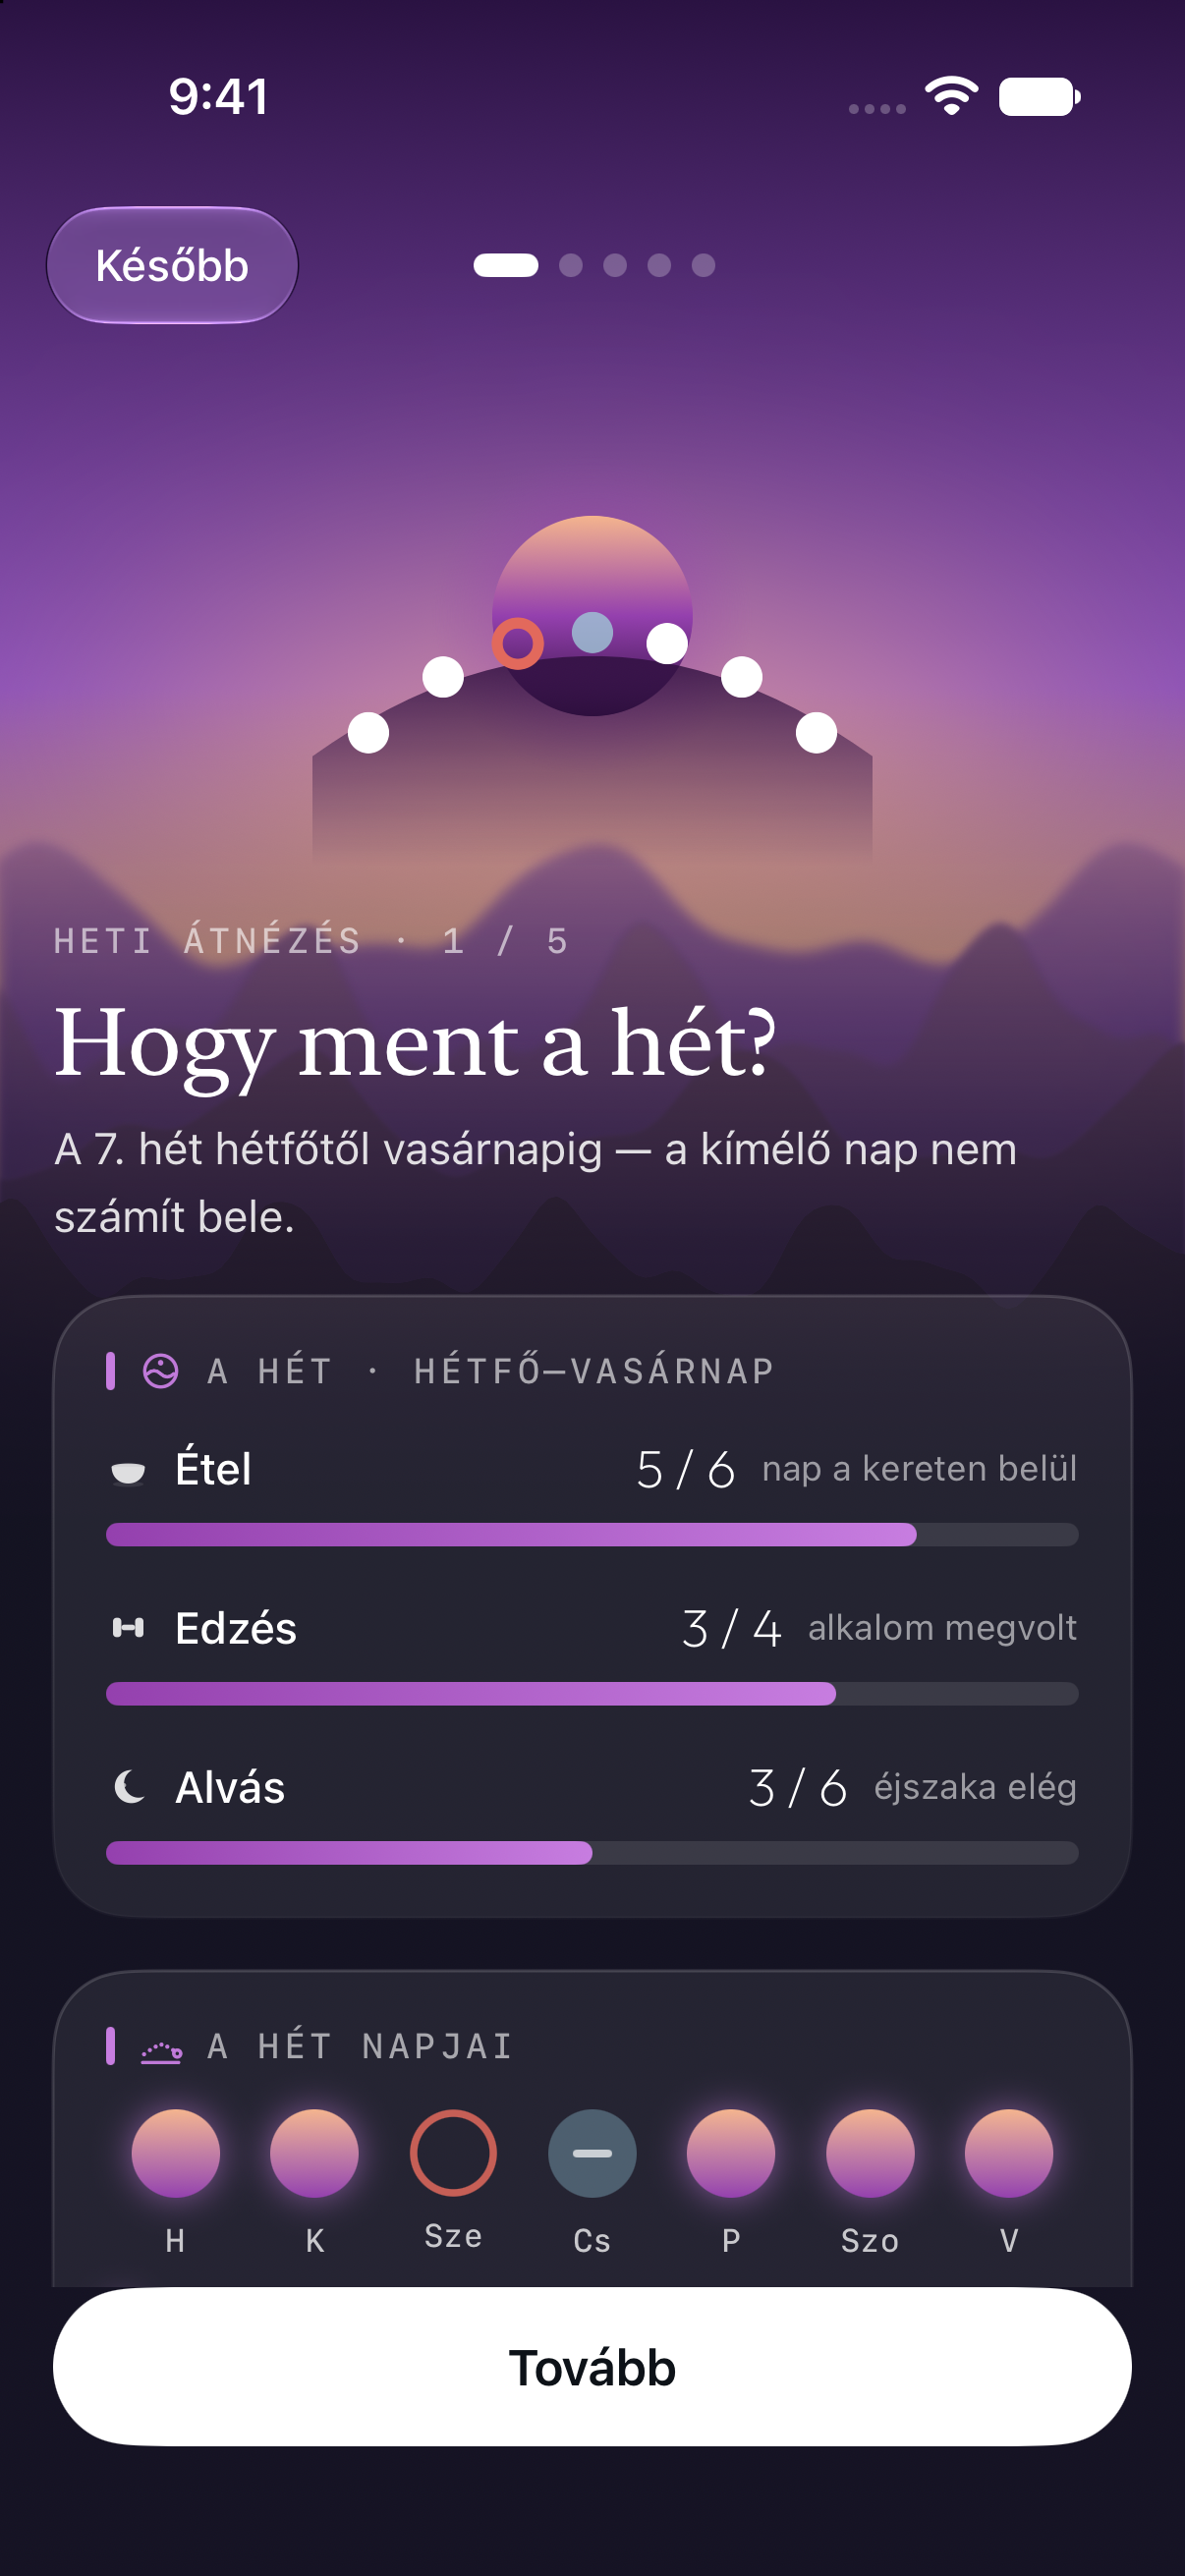 9:41
Később
HETI ÁTNÉZÉS · 1 / 5
Hogy ment a hét?
A 7. hét hétfőtől vasárnapig — a kímélő nap nem
számít bele.
A HÉT · HÉTFŐ–VASÁRNAP
Étel 5 / 6 nap a kereten belül
Edzés 3 / 4 alkalom megvolt
Alvás 3 / 6 éjszaka elég
A HÉT NAPJAI
H K Sze Cs P Szo V
Tovább